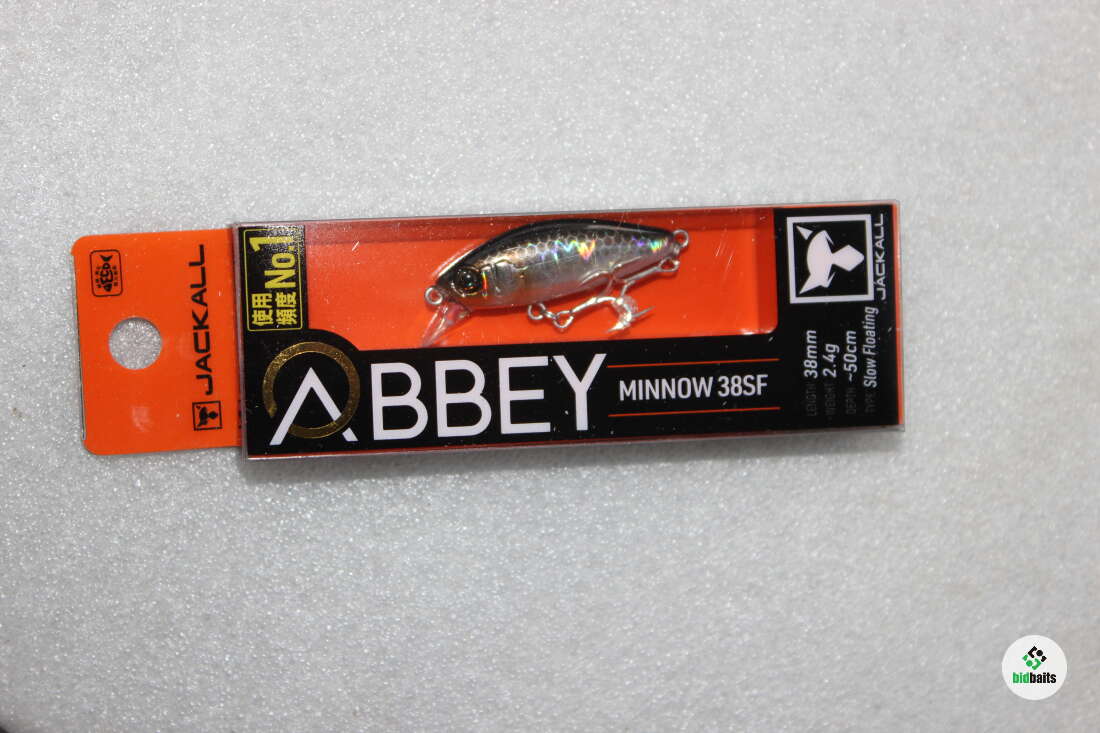 JACKALL
使用
頻度
No.1
ABBEY
MINNOW 38SF
LENGTH 38mm
WEIGHT 2.4g
DEPTH ~50cm
TYPE Slow Floating
JACKALL
bidbaits